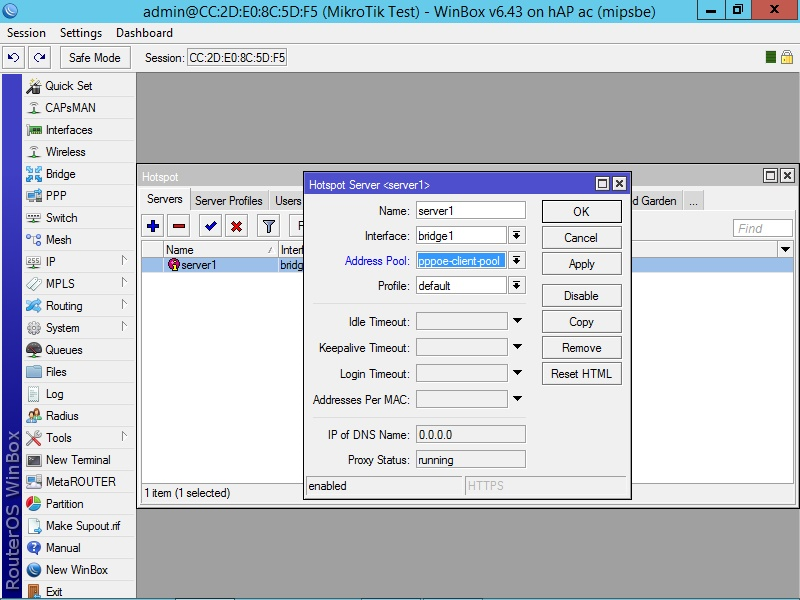 admin@CC:2D:E0:8C:5D:F5 (MikroTik Test) - WinBox v6.43 on hAP ac (mipsbe)
Session Settings Dashboard
Safe Mode Session: CC:2D:E0:8C:5D:F5
Quick Set
CAPsMAN
Interfaces
Wireless
Bridge
PPP
Switch
Mesh
IP
MPLS
Routing
System
Queues
Files
Log
Radius
Tools
New Terminal
MetaROUTER
Partition
Make Supout.rif
Manual
New WinBox
Exit
RouterOS WinBox
Hotspot
Servers Server Profiles Users d Garden ...
Find
Name Interf
server1 bridg
1 item (1 selected)
Hotspot Server <server1>
Name: server1
Interface: bridge1
Address Pool: pppoe-client-pool
Profile: default
Idle Timeout:
Keepalive Timeout:
Login Timeout:
Addresses Per MAC:
IP of DNS Name: 0.0.0.0
Proxy Status: running
enabled HTTPS
OK
Cancel
Apply
Disable
Copy
Remove
Reset HTML